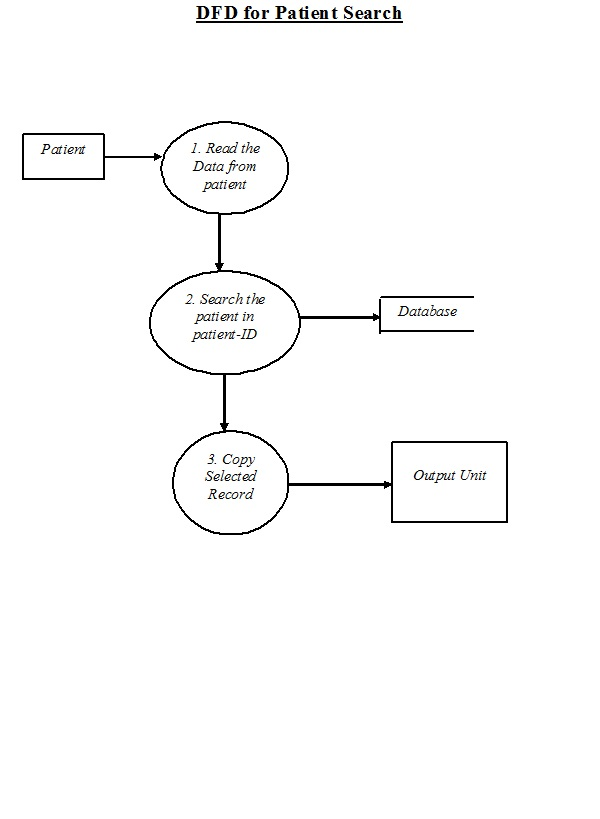 DFD for Patient Search
Patient
1. Read the
Data from
patient
2. Search the
patient in
patient-ID
Database
3. Copy
Selected
Record
Output Unit